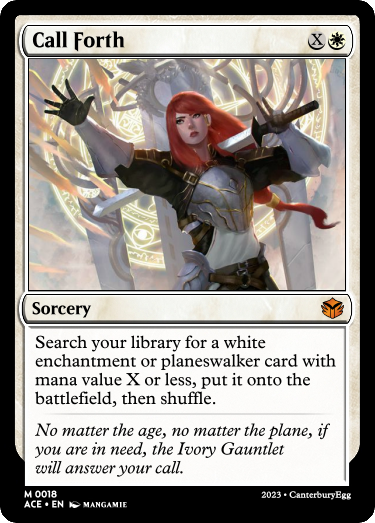 Call Forth
X
Sorcery
Search your library for a white
enchantment or planeswalker card with
mana value X or less, put it onto the
battlefield, then shuffle.
No matter the age, no matter the plane, if
you are in need, the Ivory Gauntlet
will answer your call.
M 0018
ACE • EN MANGAMIE
2023 • CanterburyEgg